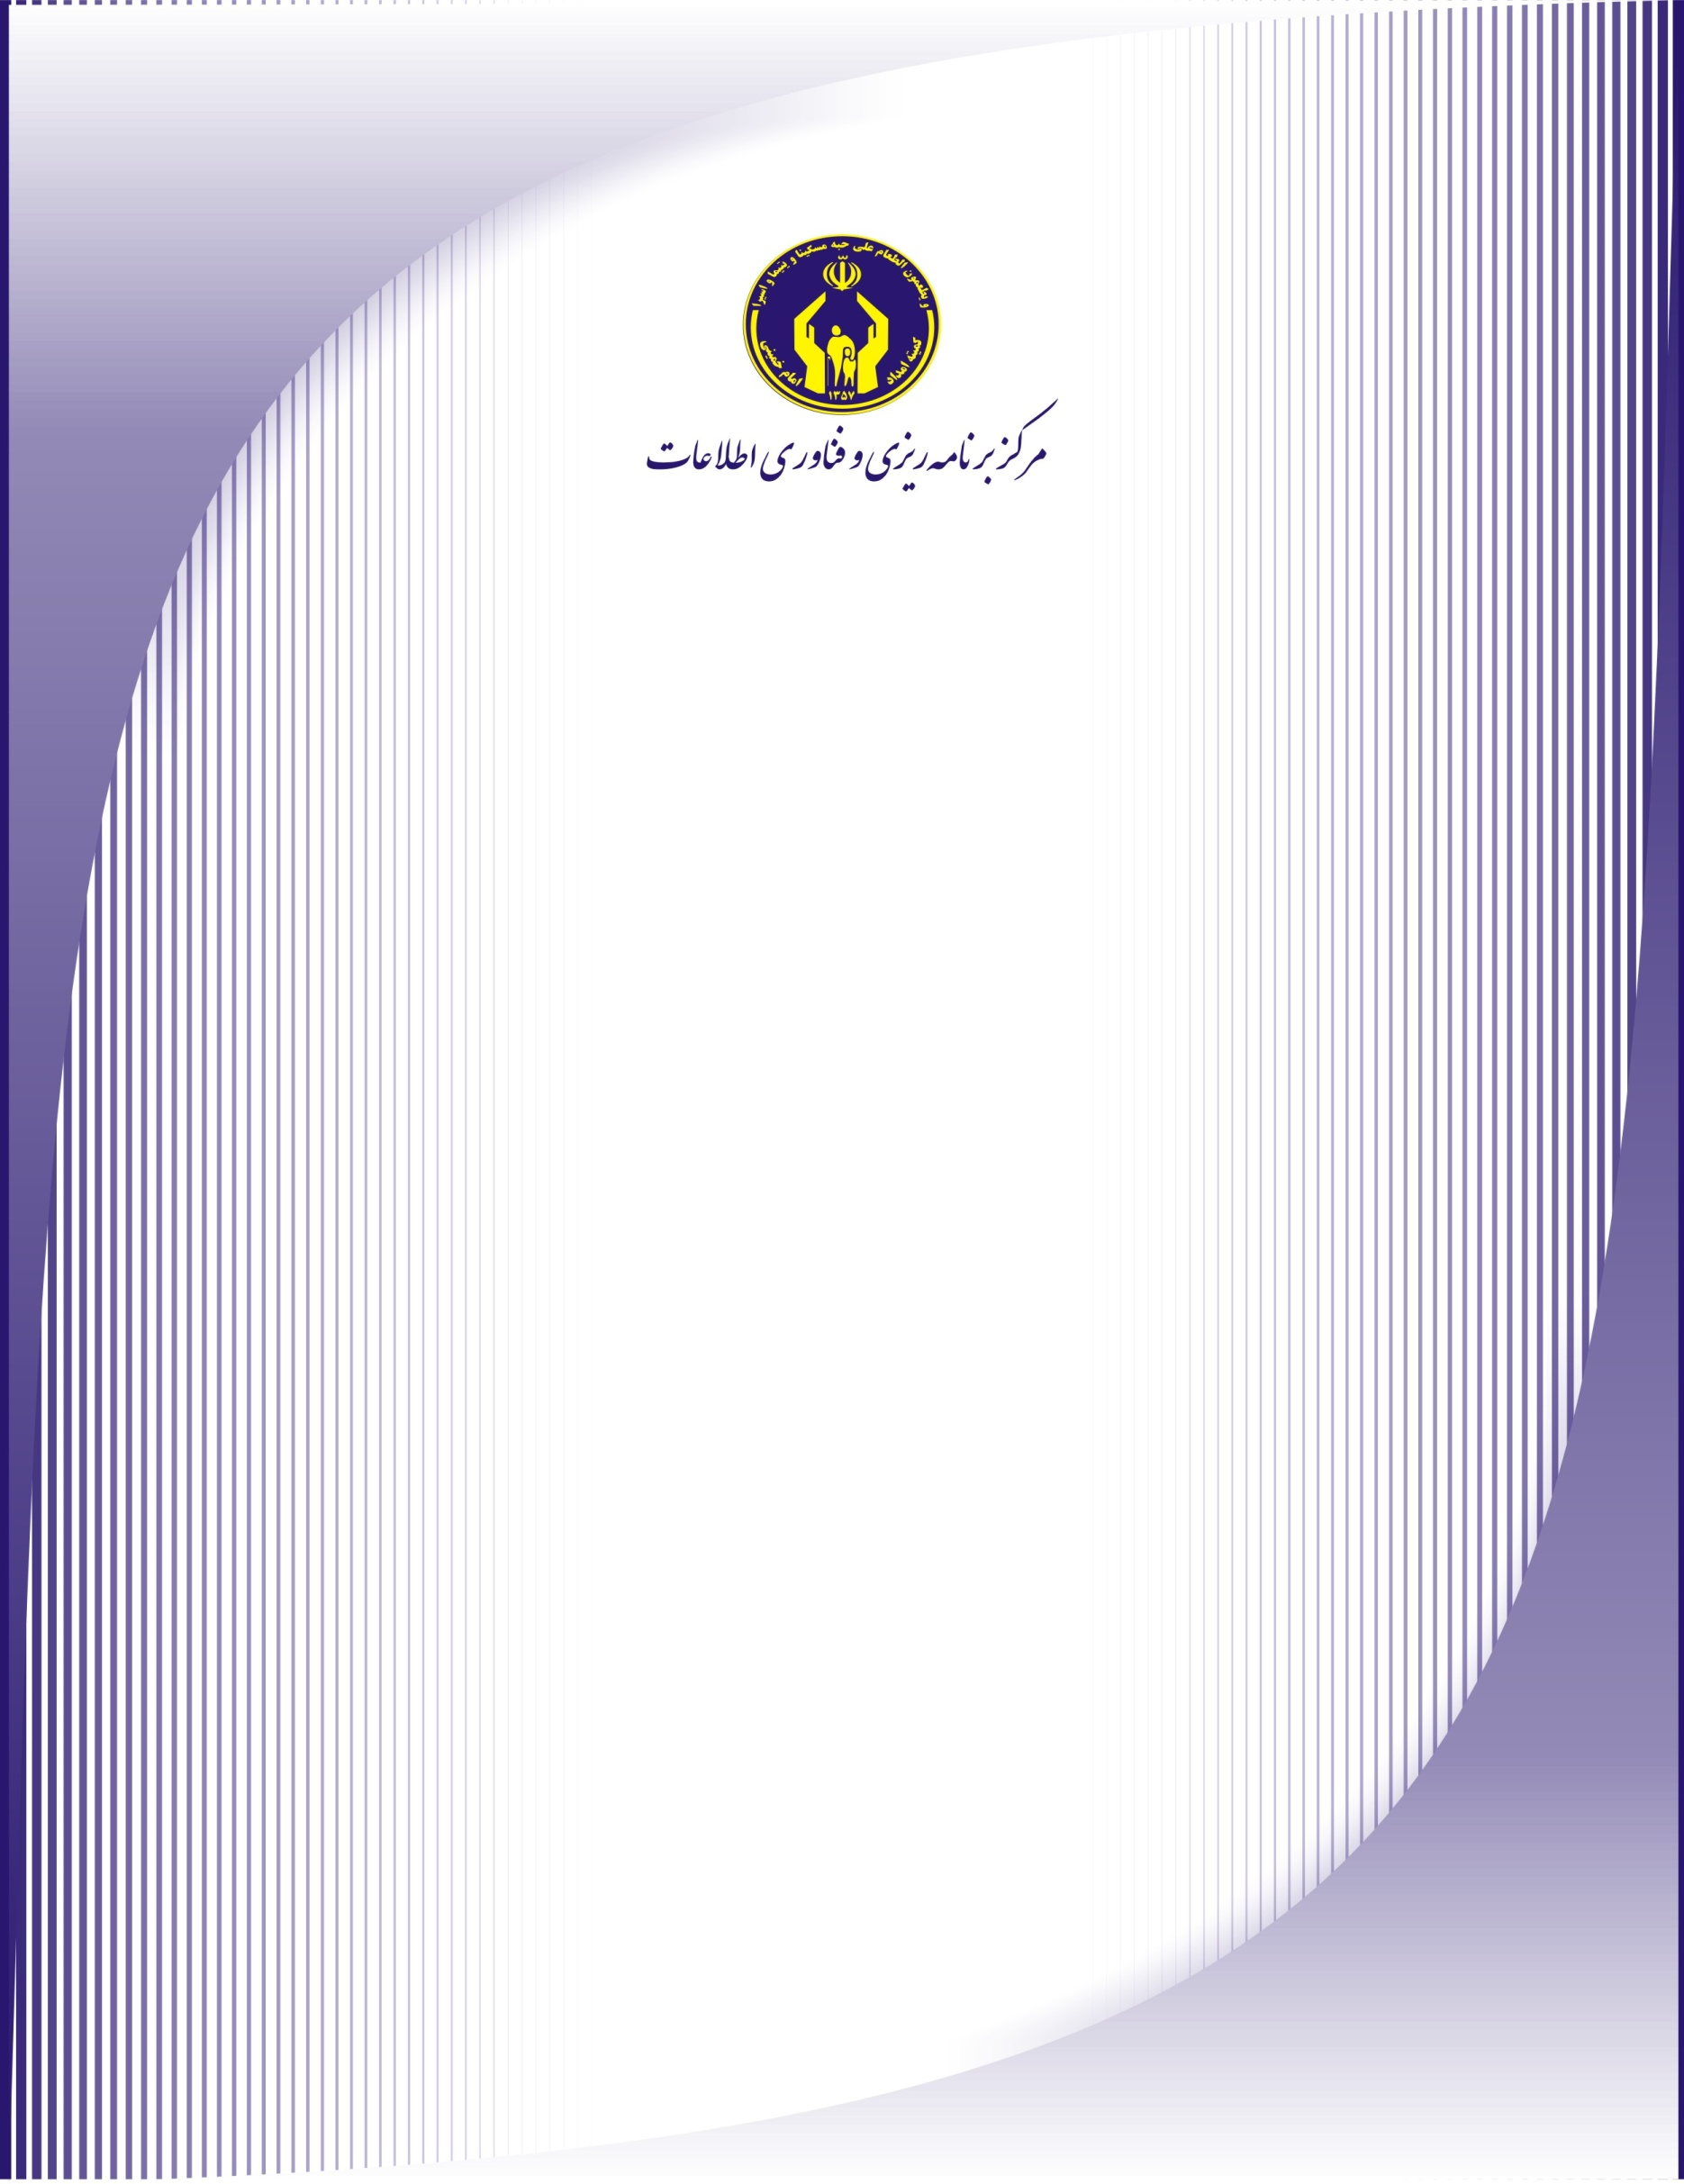 و یطعمون الطعام علی حبه مسکینا و یتیما و اسیرا
کمیته امداد
امام خمینی
۱۳۵۷
مرکز برنامه ریزی و فناوری اطلاعات